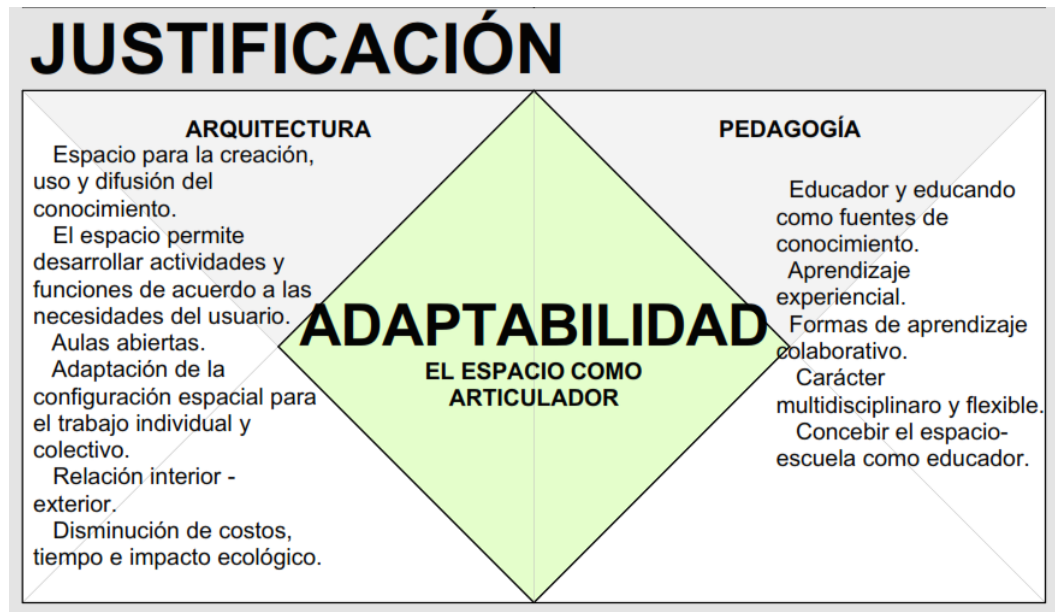 JUSTIFICACIÓN
ARQUITECTURA
Espacio para la creación,
uso y difusión del
conocimiento.
El espacio permite
desarrollar actividades y
funciones de acuerdo a las
necesidades del usuario.
Aulas abiertas.
Adaptación de la
configuración espacial para
el trabajo individual y
colectivo.
Relación interior -
exterior.
Disminución de costos,
tiempo e impacto ecológico.
ADAPTABILIDAD
EL ESPACIO COMO
ARTICULADOR
PEDAGOGÍA
Educador y educando
como fuentes de
conocimiento.
Aprendizaje
experiencial.
Formas de aprendizaje
colaborativo.
Carácter
multidisciplinaro y flexible.
Concebir el espacio-
escuela como educador.